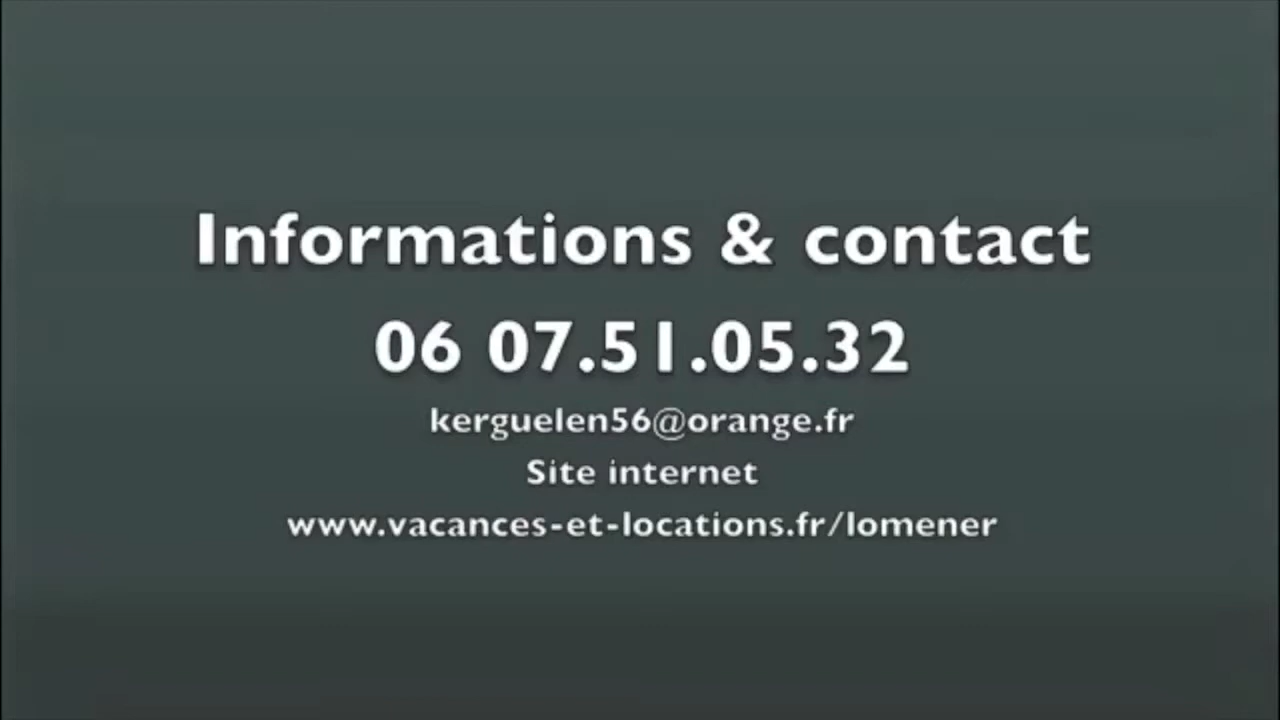 Informations & contact
06 07.51.05.32
kerguelen56@orange.fr
Site internet
www.vacances-et-locations.fr/lomener